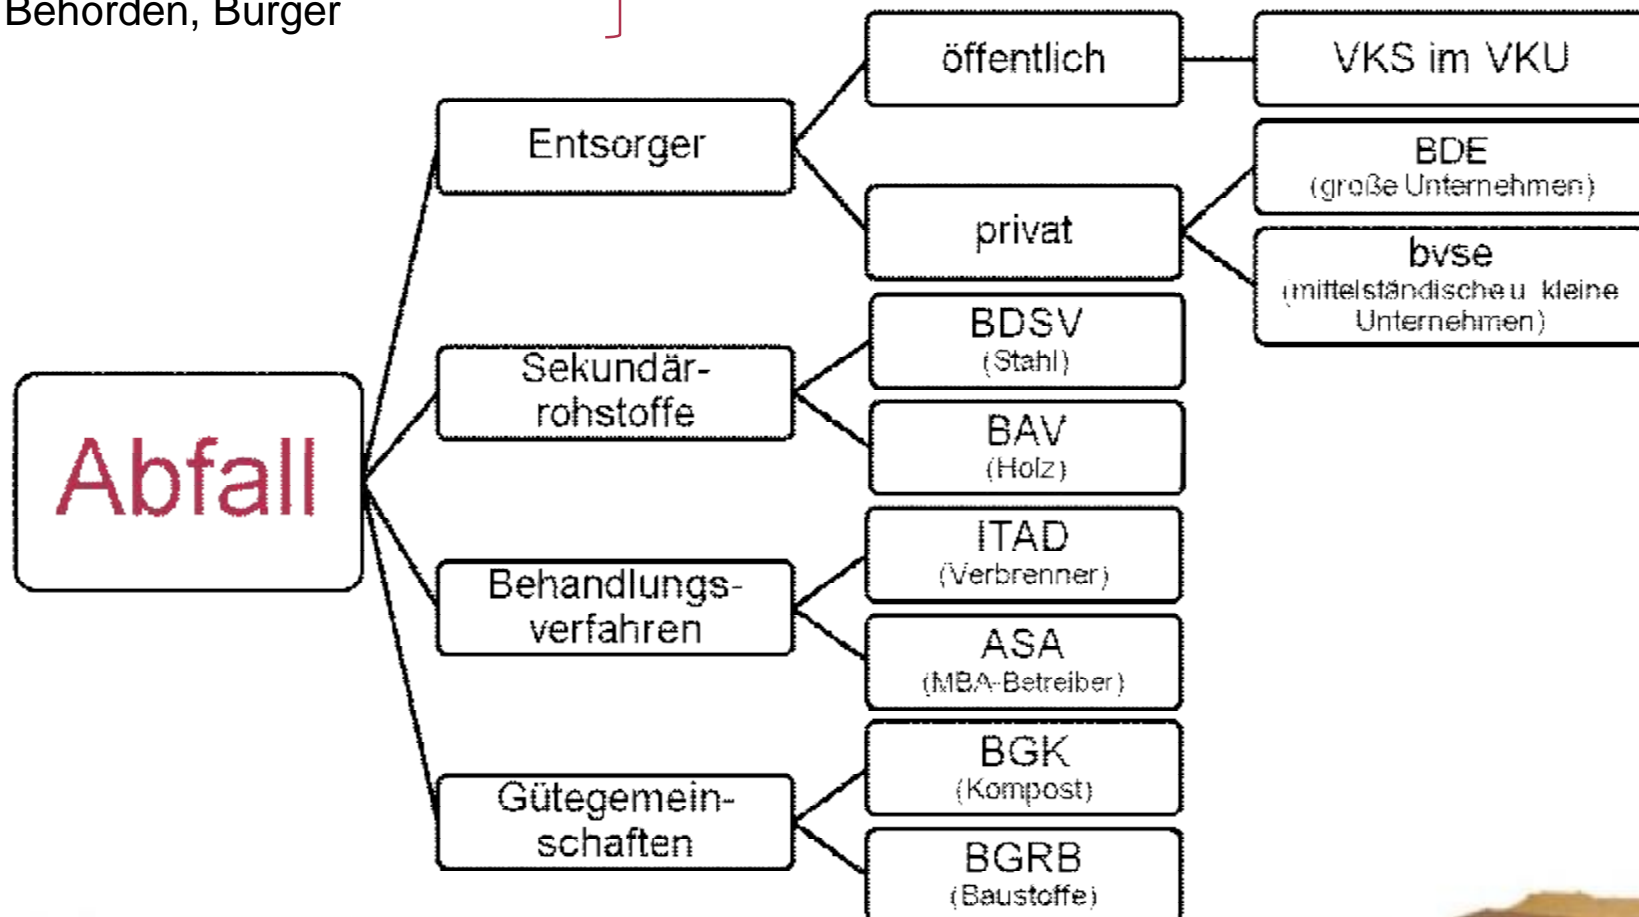 Behörden, Bürger
öffentlich
VKS im VKU
Entsorger
BDE
(große Unternehmen)
privat
bvse
(mittelständische u. kleine
Unternehmen)
BDSV
(Stahl)
Sekundär-
rohstoffe
BAV
(Holz)
Abfall
ITAD
(Verbrenner)
Behandlungs-
verfahren
ASA
(MBA-Betreiber)
BGK
(Kompost)
Gütegemein-
schaften
BGRB
(Baustoffe)